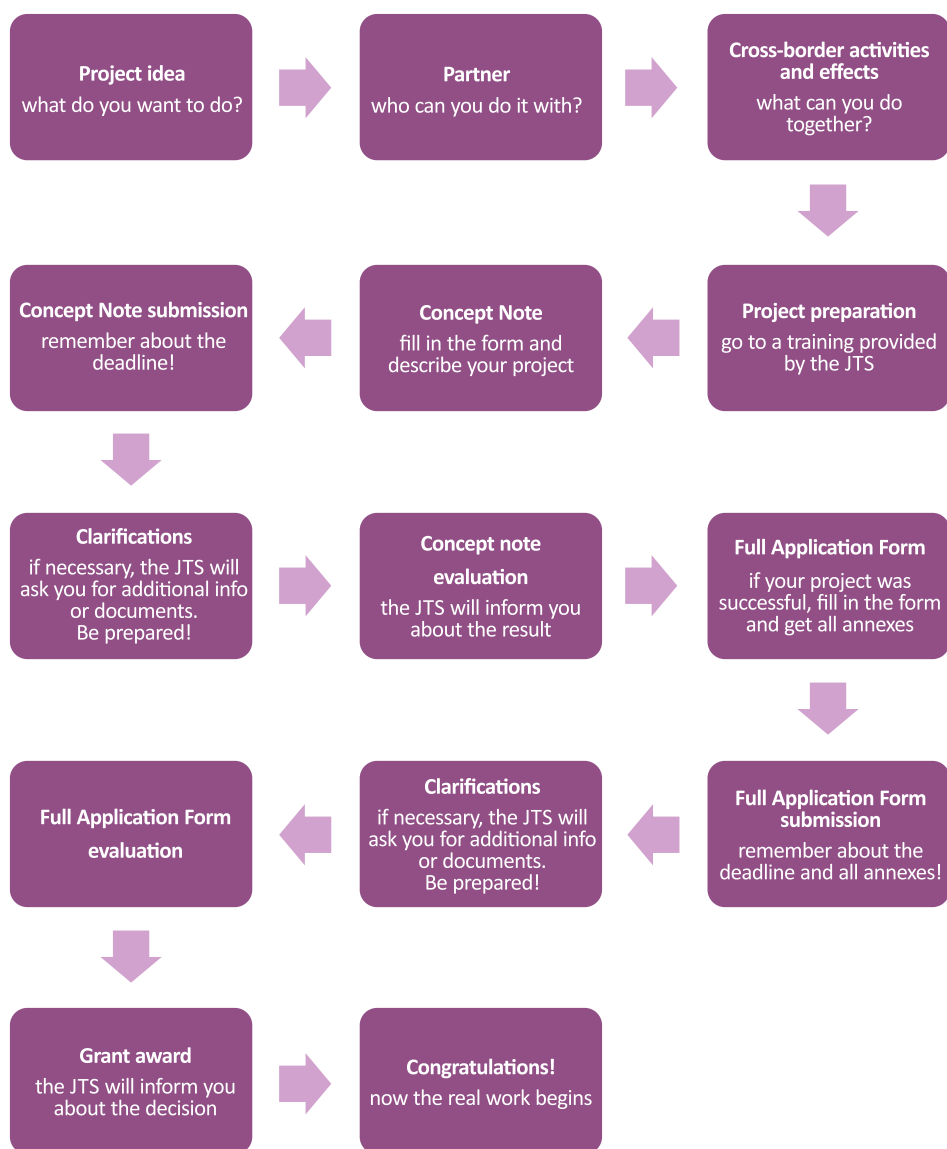 Project idea
what do you want to do?
Partner
who can you do it with?
Cross-border activities
and effects
what can you do
together?
Project preparation
go to a training provided
by the JTS
Concept Note
fill in the form and
describe your project
Concept Note submission
remember about the
deadline!
Clarifications
if necessary, the JTS will
ask you for additional info
or documents.
Be prepared!
Concept note
evaluation
the JTS will inform you
about the result
Full Application Form
if your project was
successful, fill in the form
and get all annexes
Full Application Form
submission
remember about the
deadline and all annexes!
Clarifications
if necessary, the JTS will
ask you for additional info
or documents.
Be prepared!
Full Application Form
evaluation
Grant award
the JTS will inform you
about the decision
Congratulations!
now the real work begins